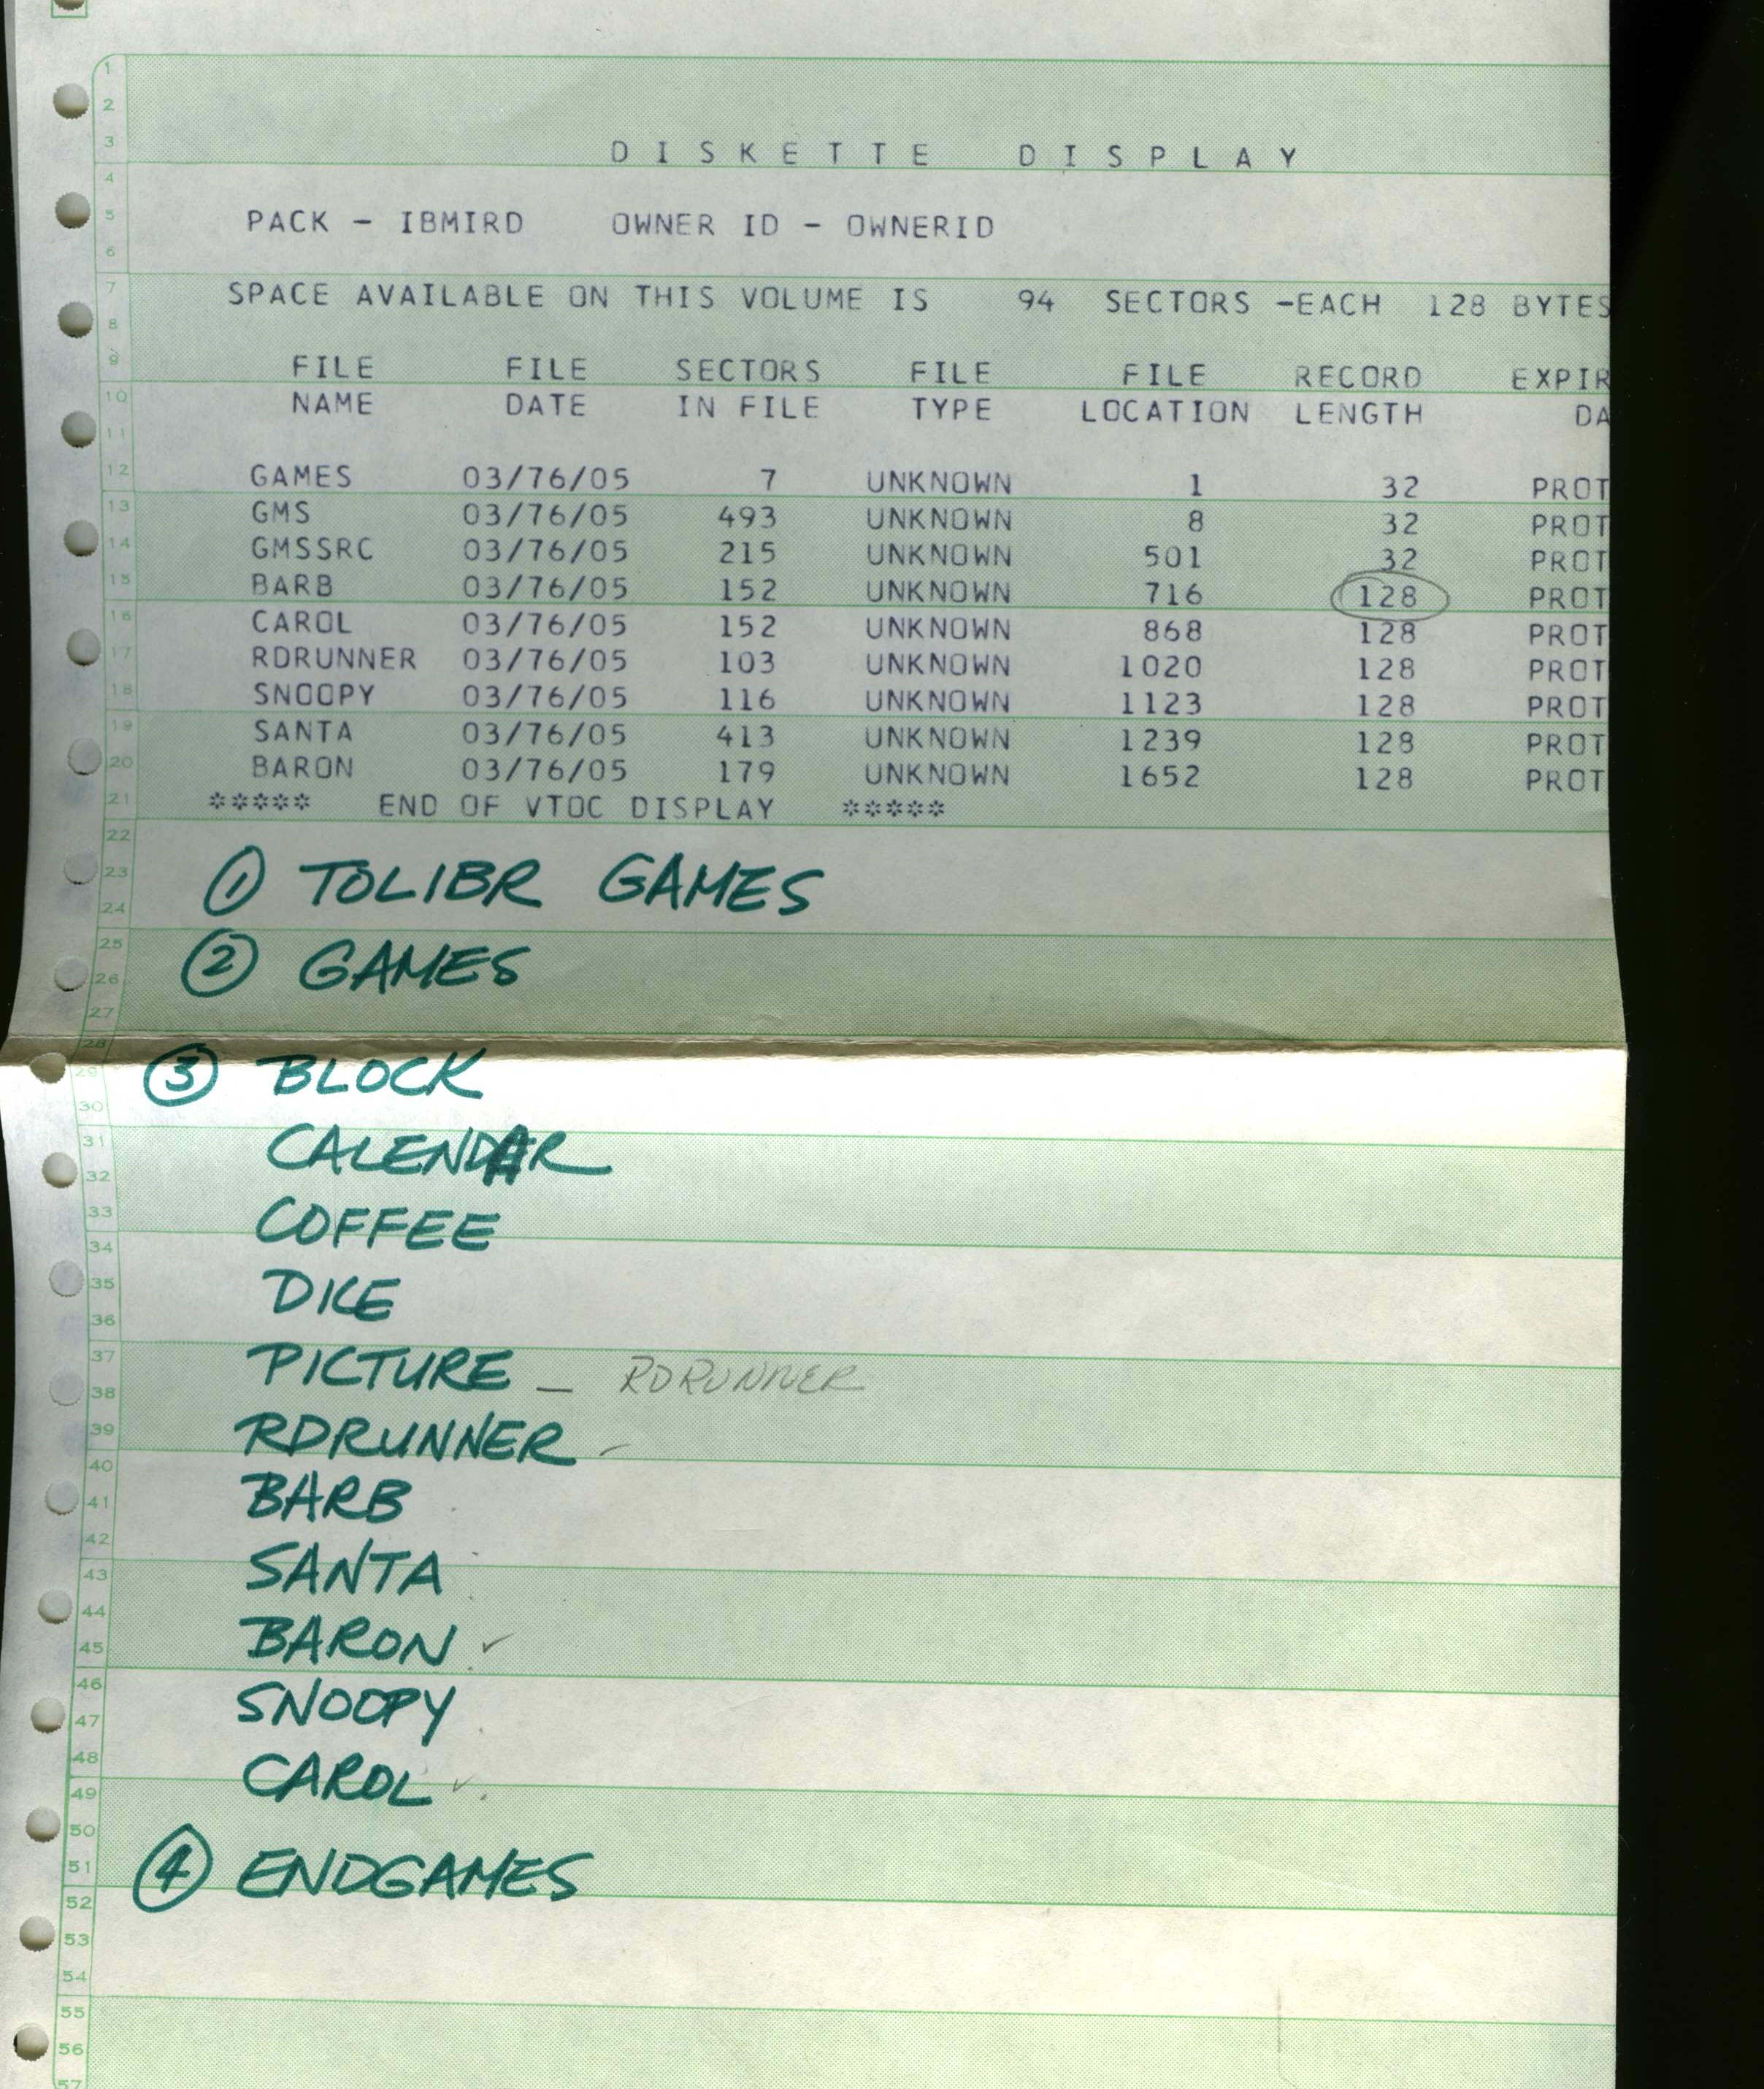 D I S K E T T E   D I S P L A Y
PACK - IBMIRD   OWNER ID - OWNERID
SPACE AVAILABLE ON THIS VOLUME IS   94   SECTORS -EACH   128 BYTES
FILE   FILE   SECTORS   FILE   FILE   RECORD   EXPIR
NAME   DATE   IN FILE   TYPE   LOCATION   LENGTH   DA
GAMES   03/76/05   7   UNKNOWN   1   32   PROT
GMS   03/76/05   493   UNKNOWN   8   32   PROT
GMSSRC   03/76/05   215   UNKNOWN   501   32   PROT
BARB   03/76/05   152   UNKNOWN   716   128   PROT
CAROL   03/76/05   152   UNKNOWN   868   128   PROT
RDRUNNER   03/76/05   103   UNKNOWN   1020   128   PROT
SNOOPY   03/76/05   116   UNKNOWN   1123   128   PROT
SANTA   03/76/05   413   UNKNOWN   1239   128   PROT
BARON   03/76/05   179   UNKNOWN   1652   128   PROT
*****   END OF VTOC DISPLAY   *****
① TOLIBR GAMES
② GAMES
③ BLOCK
CALENDAR
COFFEE
DICE
PICTURE – RDRUNNER
RDRUNNER
BARB
SANTA
BARON ✓
SNOOPY
CAROL ✓
④ ENDGAMES